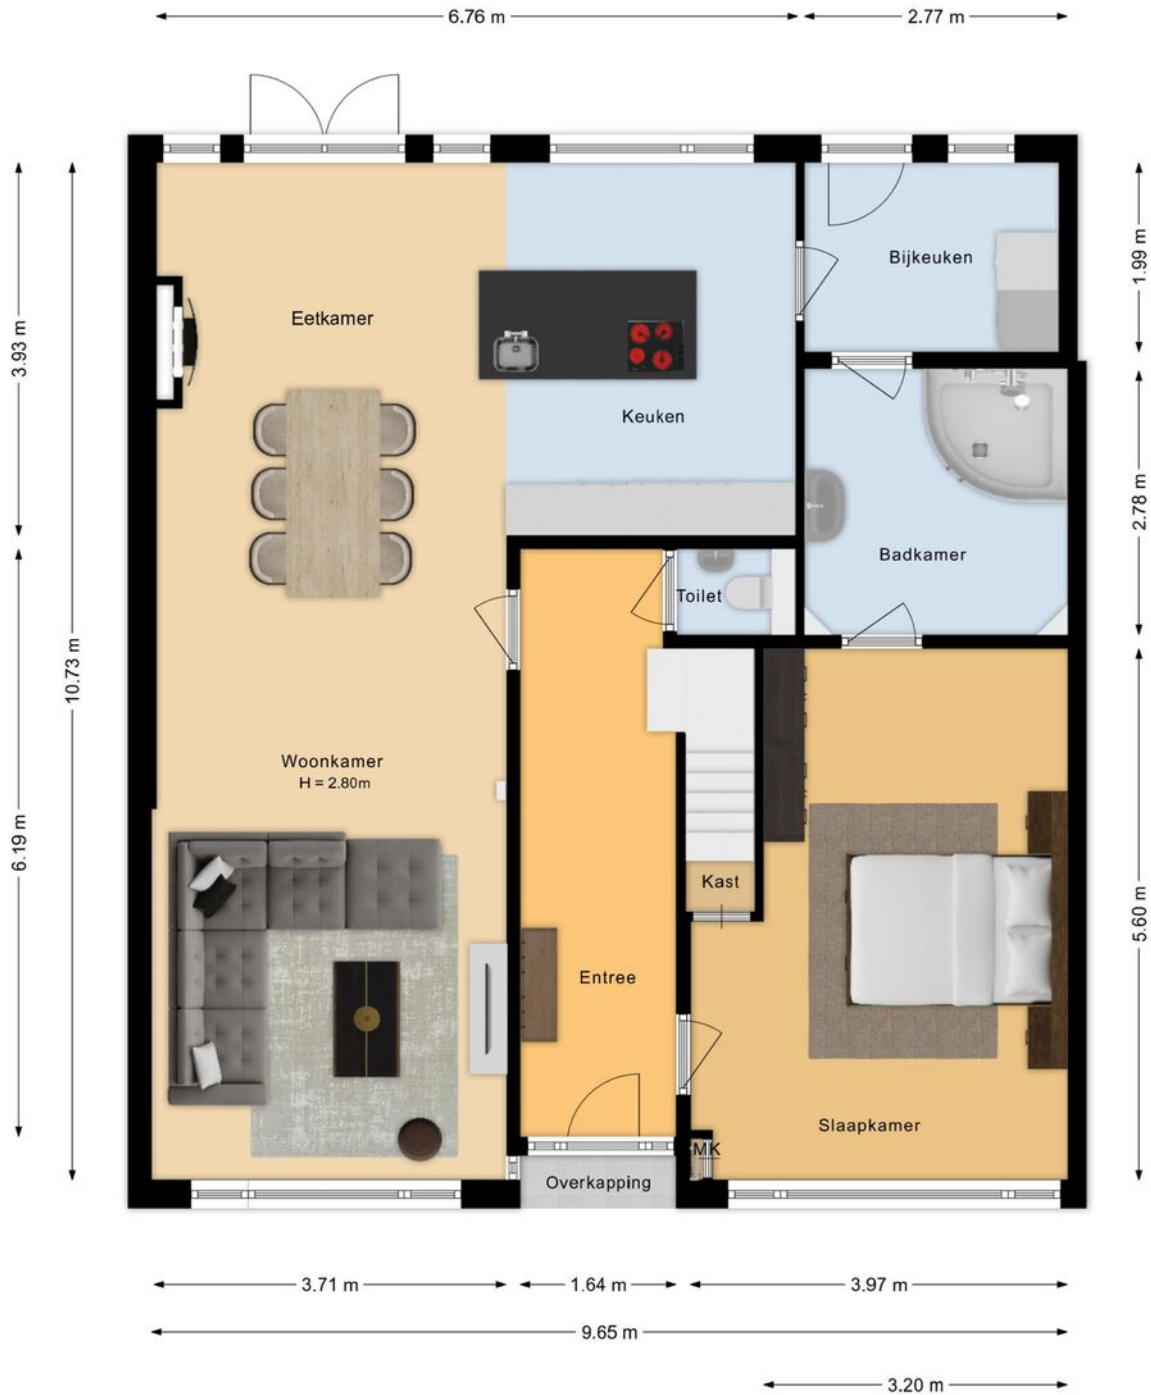 6.76 m
2.77 m
Bijkeuken
1.99 m
Eetkamer
3.93 m
Keuken
2.78 m
Badkamer
Toilet
10.73 m
Woonkamer
H = 2.80m
6.19 m
Kast
5.60 m
Entree
Slaapkamer
MK
Overkapping
3.71 m
1.64 m
3.97 m
9.65 m
3.20 m